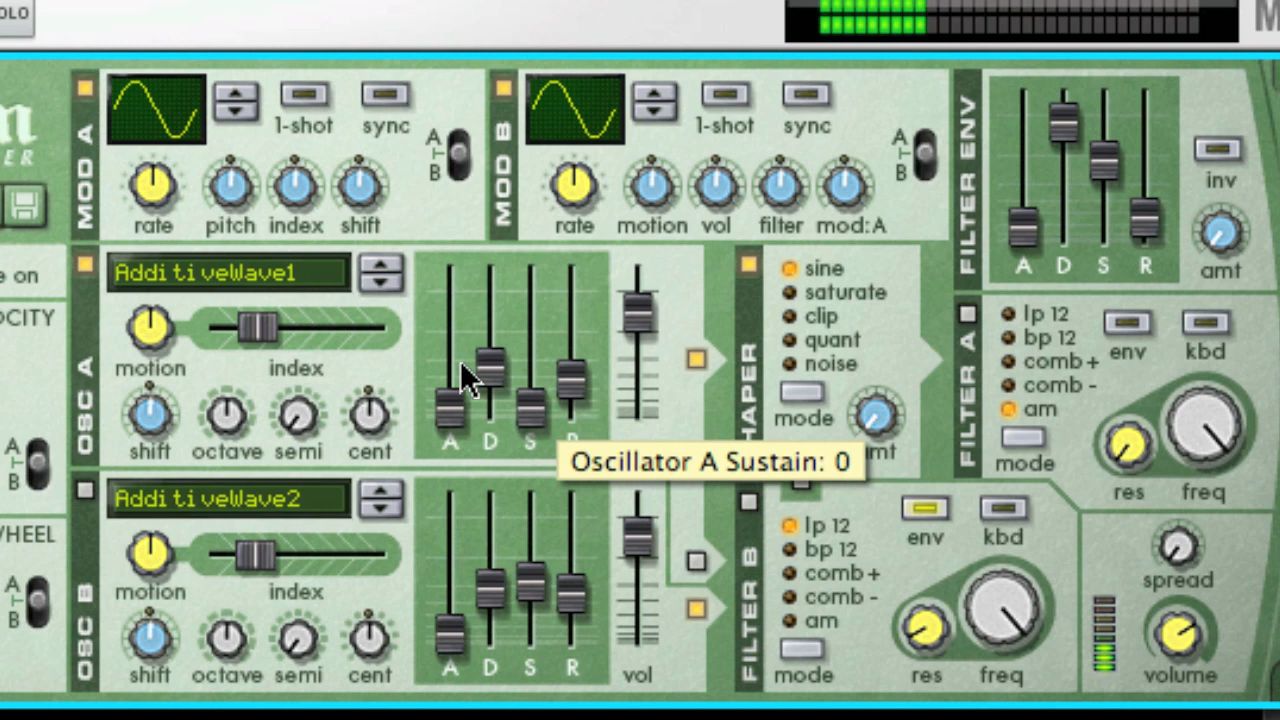 OLO
M
MOD A
1-shot
sync
A
B
rate
pitch
index
shift
MOD B
1-shot
sync
A
B
rate
motion
vol
filter
mod:A
FILTER ENV
A D S R
inv
amt
e on
OCITY
A
B
HEEL
A
B
OSC A
AdditiveWave1
motion
index
shift
octave
semi
cent
A D S R
Oscillator A Sustain: 0
HAPER
sine
saturate
clip
quant
noise
mode
mt
FILTER A
lp 12
bp 12
comb +
comb -
am
mode
env
kbd
res
freq
OSC B
AdditiveWave2
motion
index
shift
octave
semi
cent
A D S R
vol
FILTER B
lp 12
bp 12
comb +
comb -
am
mode
env
kbd
res
freq
spread
volume